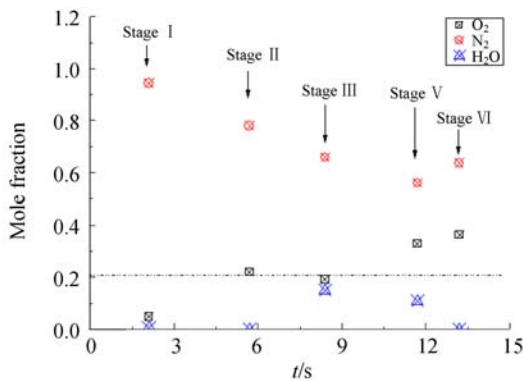 O₂
N₂
H₂O
Stage Ⅰ
Stage Ⅱ
Stage Ⅲ
Stage Ⅴ
Stage Ⅵ
Mole fraction
1.2
1.0
0.8
0.6
0.4
0.2
0.0
0 3 6 9 12 15
t/s